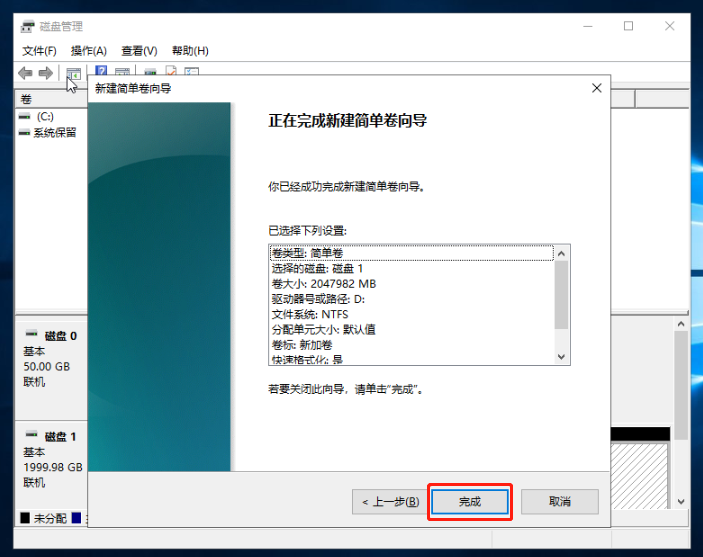 磁盘管理
文件(F) 操作(A) 查看(V) 帮助(H)
新建简单卷向导
卷
(C:)
系统保留
正在完成新建简单卷向导
你已经成功完成新建简单卷向导。
已选择下列设置:
卷类型: 简单卷
选择的磁盘: 磁盘 1
卷大小: 2047982 MB
驱动器号或路径: D:
文件系统: NTFS
分配单元大小: 默认值
卷标: 新加卷
快速格式化: 是
若要关闭此向导，请单击"完成"。
磁盘 0
基本
50.00 GB
联机
磁盘 1
基本
1999.98 GB
联机
< 上一步(B) 完成 取消
未分配